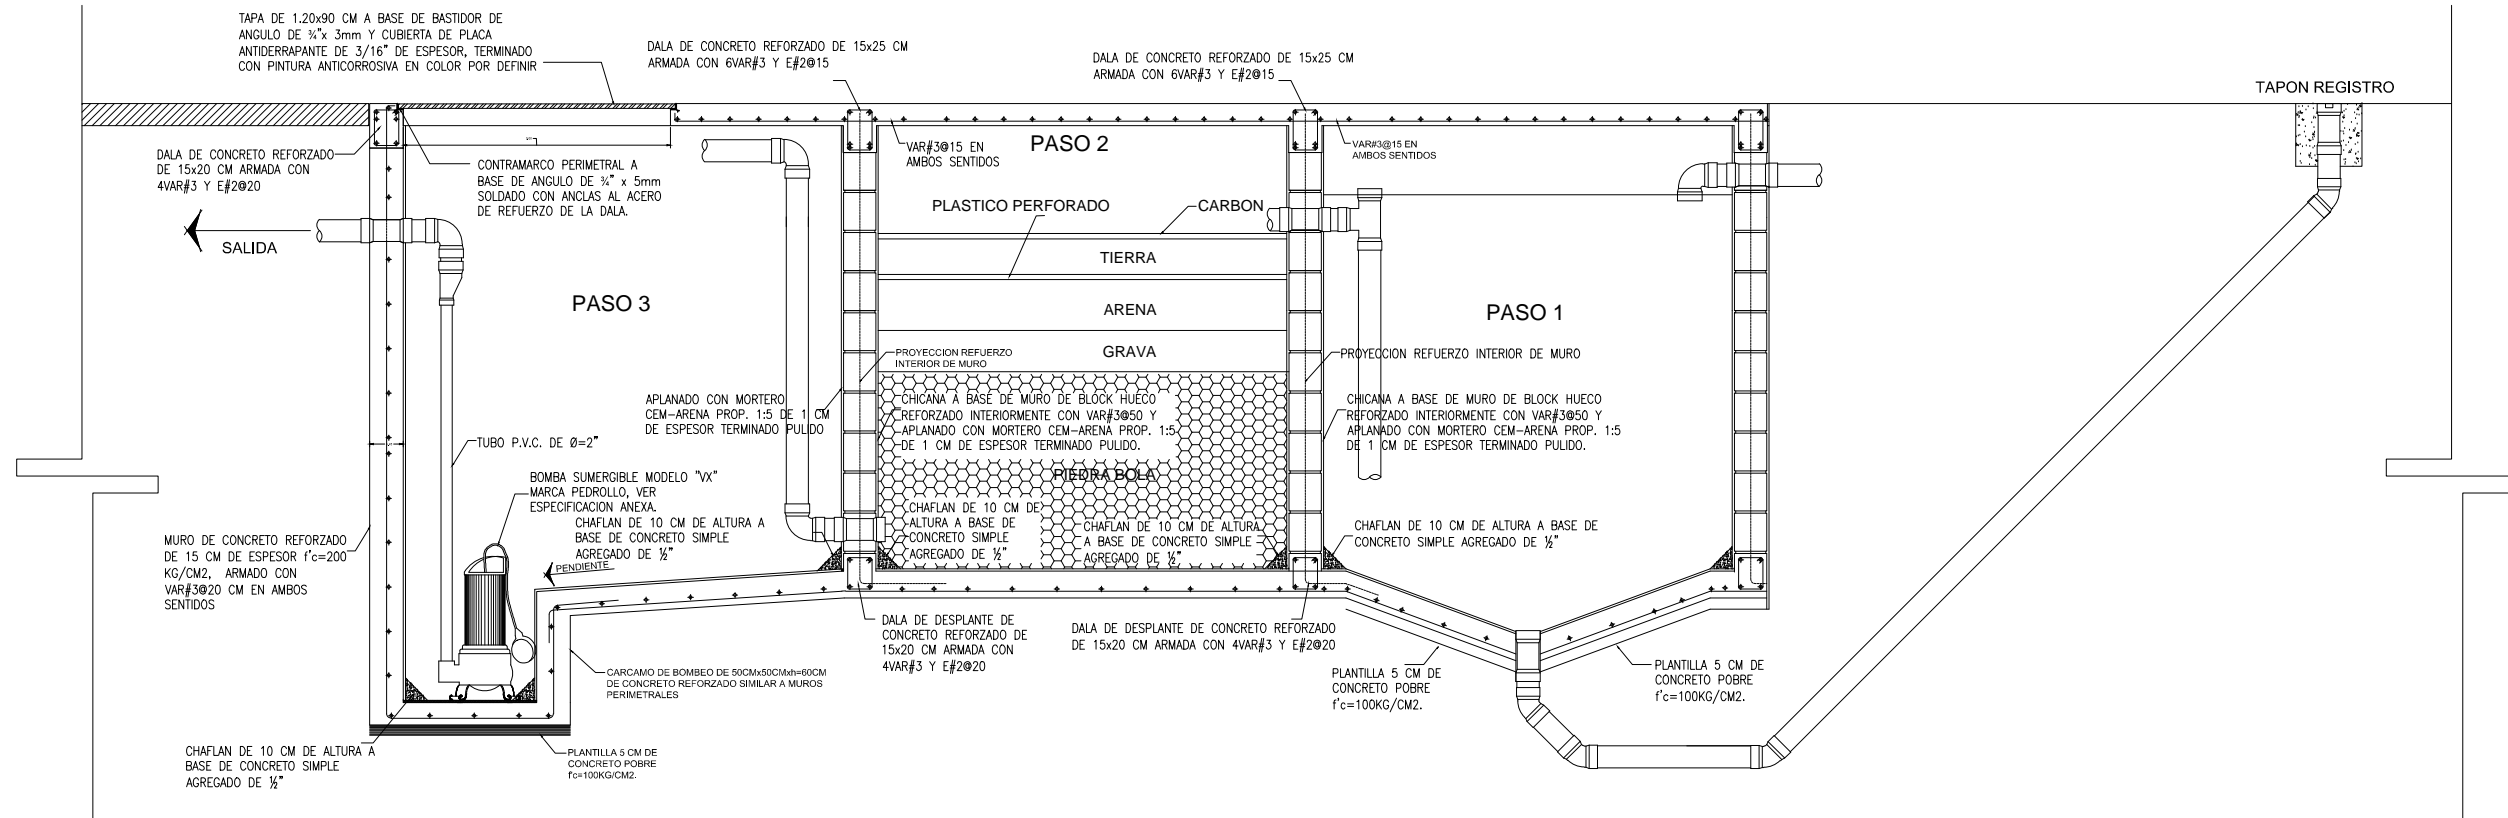 TAPA DE 1.20x90 CM A BASE DE BASTIDOR DE
ANGULO DE ¾"x 3mm Y CUBIERTA DE PLACA
ANTIDERRAPANTE DE 3/16" DE ESPESOR, TERMINADO
CON PINTURA ANTICORROSIVA EN COLOR POR DEFINIR
DALA DE CONCRETO REFORZADO DE 15x25 CM
ARMADA CON 6VAR#3 Y E#2@15
DALA DE CONCRETO REFORZADO DE 15x25 CM
ARMADA CON 6VAR#3 Y E#2@15
TAPON REGISTRO
DALA DE CONCRETO REFORZADO
DE 15x20 CM ARMADA CON
4VAR#3 Y E#2@20
CONTRAMARCO PERIMETRAL A
BASE DE ANGULO DE ¾" x 5mm
SOLDADO CON ANCLAS AL ACERO
DE REFUERZO DE LA DALA.
VAR#3@15 EN
AMBOS SENTIDOS
PASO 2
VAR#3@15 EN
AMBOS SENTIDOS
SALIDA
PLASTICO PERFORADO
CARBON
TIERRA
PASO 3
ARENA
PASO 1
GRAVA
PROYECCION REFUERZO
INTERIOR DE MURO
PROYECCION REFUERZO INTERIOR DE MURO
APLANADO CON MORTERO
CEM-ARENA PROP. 1:5 DE 1 CM
DE ESPESOR TERMINADO PULIDO
CHICANA A BASE DE MURO DE BLOCK HUECO
REFORZADO INTERIORMENTE CON VAR#3@50 Y
APLANADO CON MORTERO CEM-ARENA PROP. 1:5
DE 1 CM DE ESPESOR TERMINADO PULIDO.
CHICANA A BASE DE MURO DE BLOCK HUECO
REFORZADO INTERIORMENTE CON VAR#3@50 Y
APLANADO CON MORTERO CEM-ARENA PROP. 1:5
DE 1 CM DE ESPESOR TERMINADO PULIDO.
TUBO P.V.C. DE Ø=2"
BOMBA SUMERGIBLE MODELO "VX"
MARCA PEDROLLO, VER
ESPECIFICACION ANEXA.
PIEDRA BOLA
CHAFLAN DE 10 CM DE ALTURA A
BASE DE CONCRETO SIMPLE
AGREGADO DE ½"
CHAFLAN DE 10 CM DE
ALTURA A BASE DE
CONCRETO SIMPLE
AGREGADO DE ½"
CHAFLAN DE 10 CM DE ALTURA
A BASE DE CONCRETO SIMPLE
AGREGADO DE ½"
CHAFLAN DE 10 CM DE ALTURA A BASE DE
CONCRETO SIMPLE AGREGADO DE ½"
MURO DE CONCRETO REFORZADO
DE 15 CM DE ESPESOR f'c=200
KG/CM2, ARMADO CON
VAR#3@20 CM EN AMBOS
SENTIDOS
PENDIENTE
DALA DE DESPLANTE DE
CONCRETO REFORZADO DE
15x20 CM ARMADA CON
4VAR#3 Y E#2@20
DALA DE DESPLANTE DE CONCRETO REFORZADO
DE 15x20 CM ARMADA CON 4VAR#3 Y E#2@20
CARCAMO DE BOMBEO DE 50CMx50CMxh=60CM
DE CONCRETO REFORZADO SIMILAR A MUROS
PERIMETRALES
PLANTILLA 5 CM DE
CONCRETO POBRE
f'c=100KG/CM2.
PLANTILLA 5 CM DE
CONCRETO POBRE
f'c=100KG/CM2.
CHAFLAN DE 10 CM DE ALTURA A
BASE DE CONCRETO SIMPLE
AGREGADO DE ½"
PLANTILLA 5 CM DE
CONCRETO POBRE
f'c=100KG/CM2.